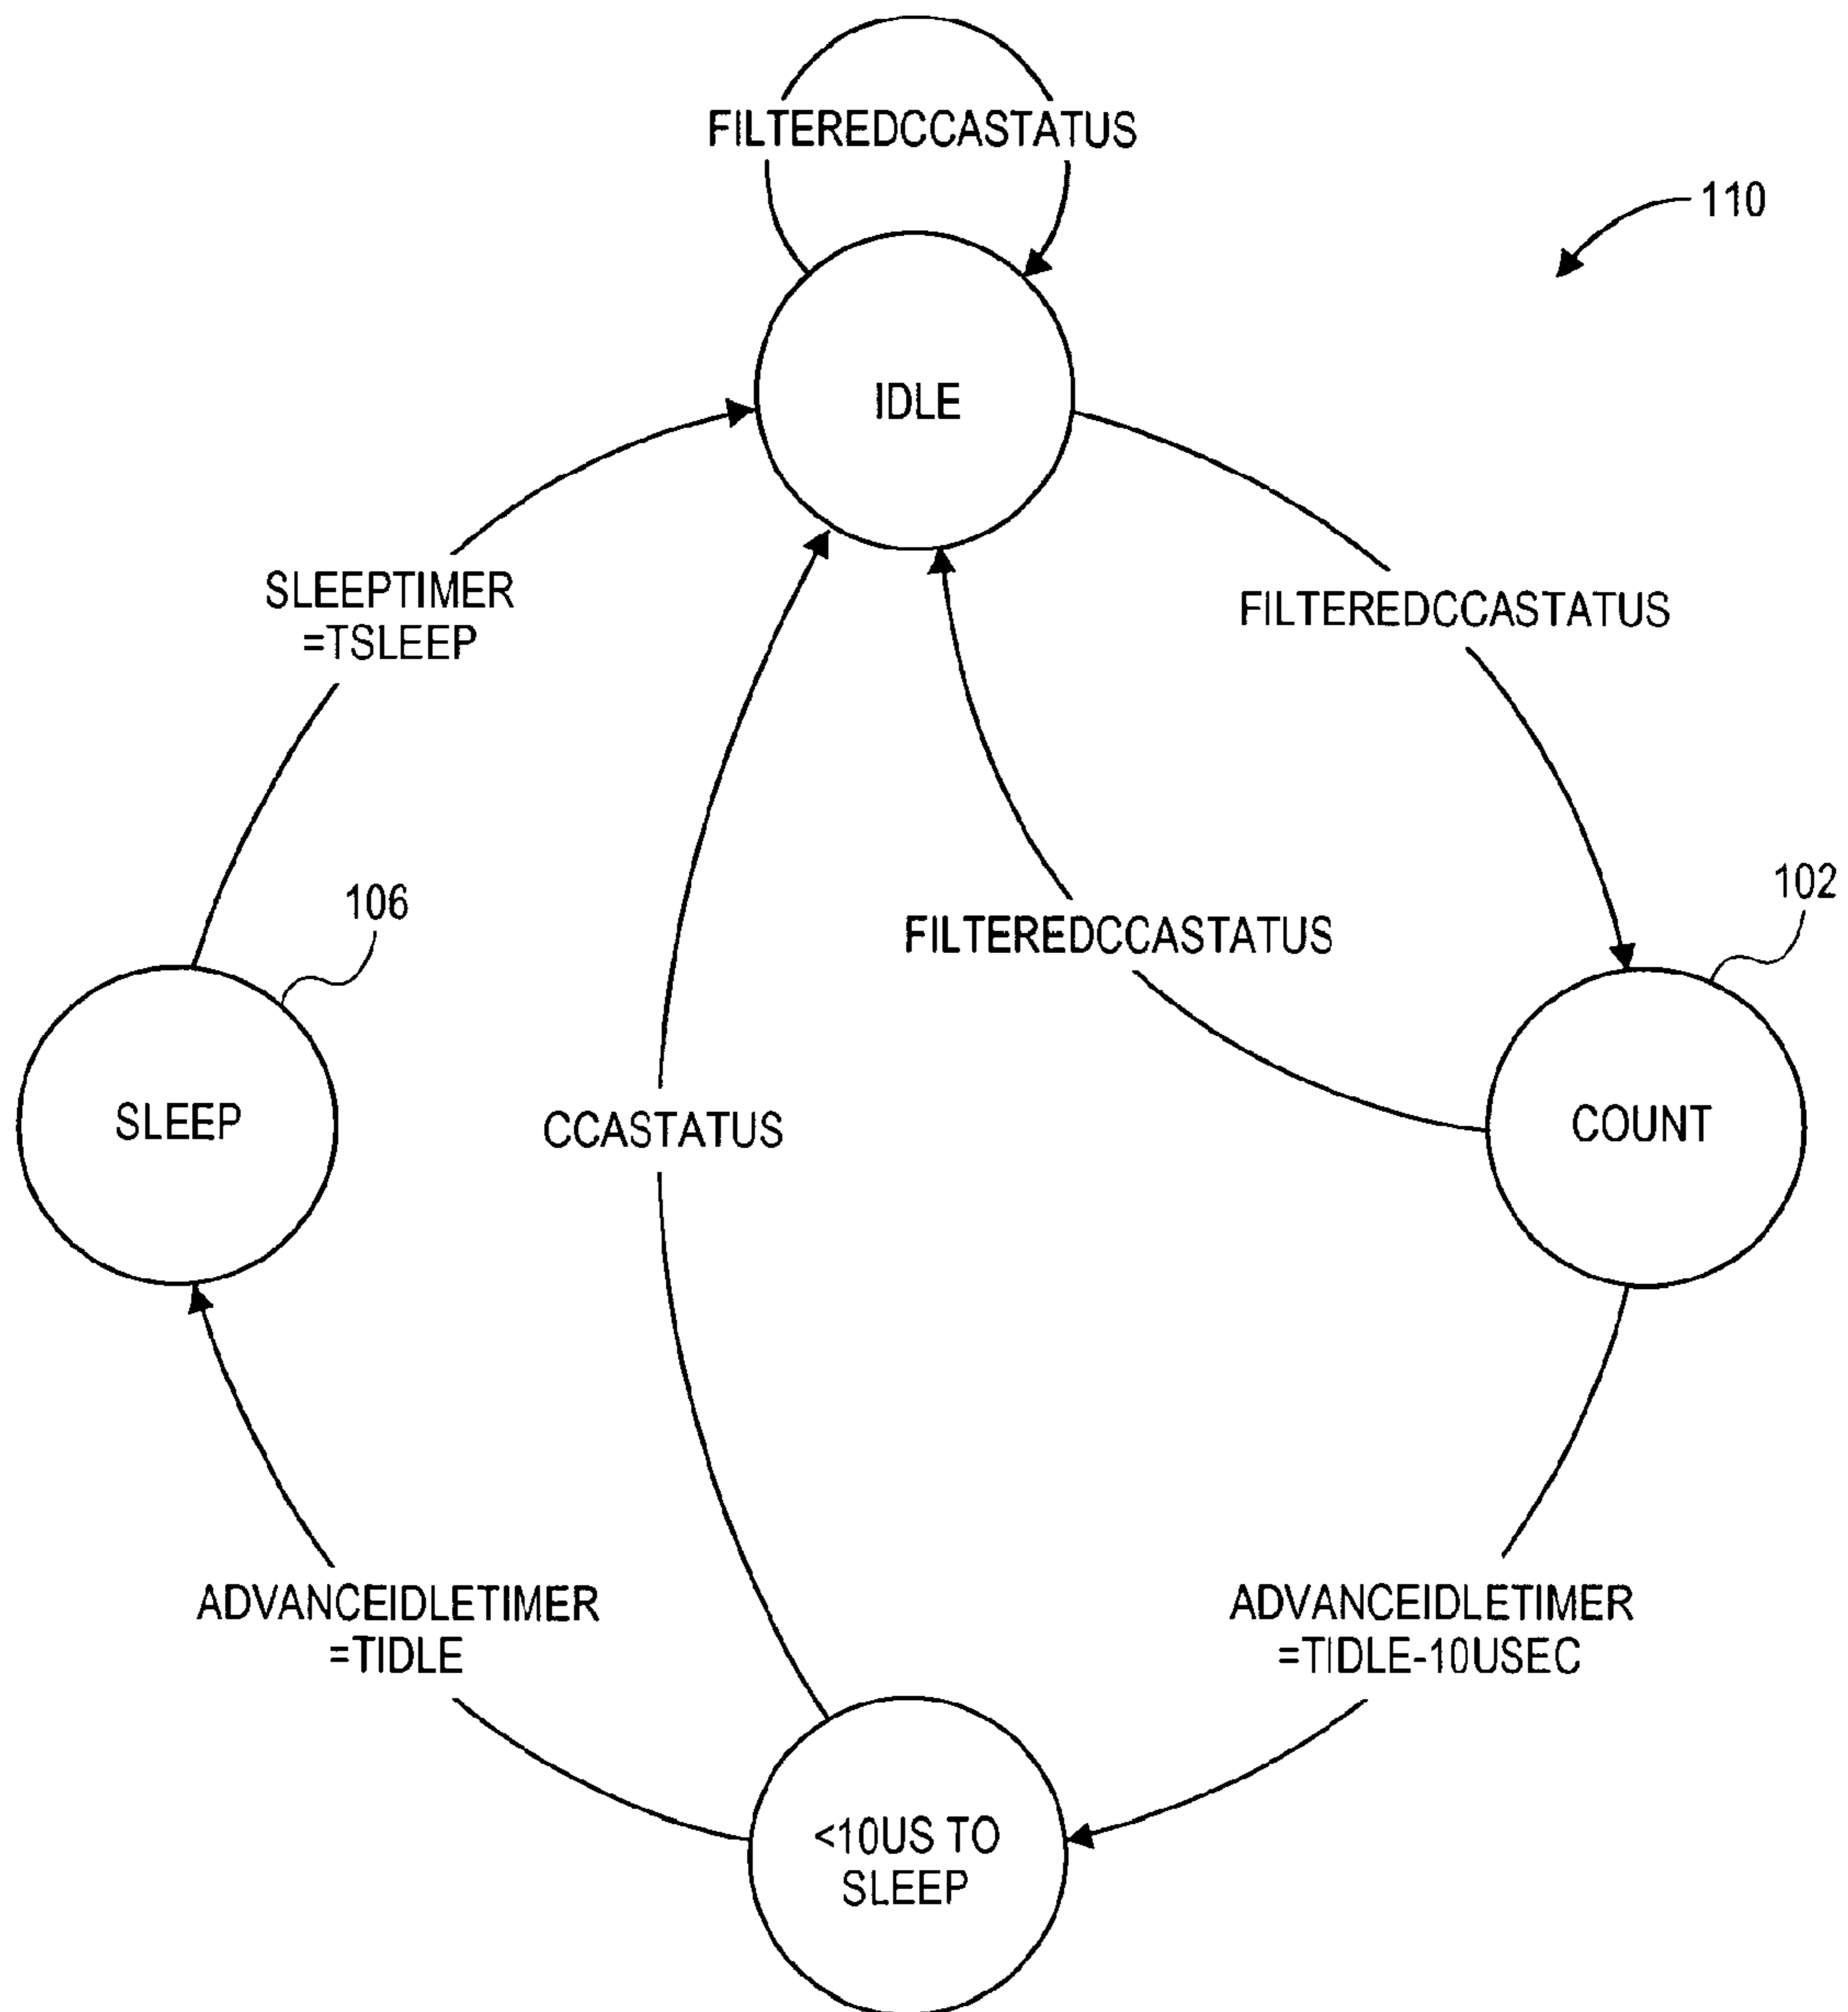 FILTEREDCCASTATUS
110
IDLE
SLEEPTIMER
=TSLEEP
FILTEREDCCASTATUS
106
102
FILTEREDCCASTATUS
SLEEP
CCASTATUS
COUNT
ADVANCEIDLETIMER
=TIDLE
ADVANCEIDLETIMER
=TIDLE-10USEC
<10US TO
SLEEP